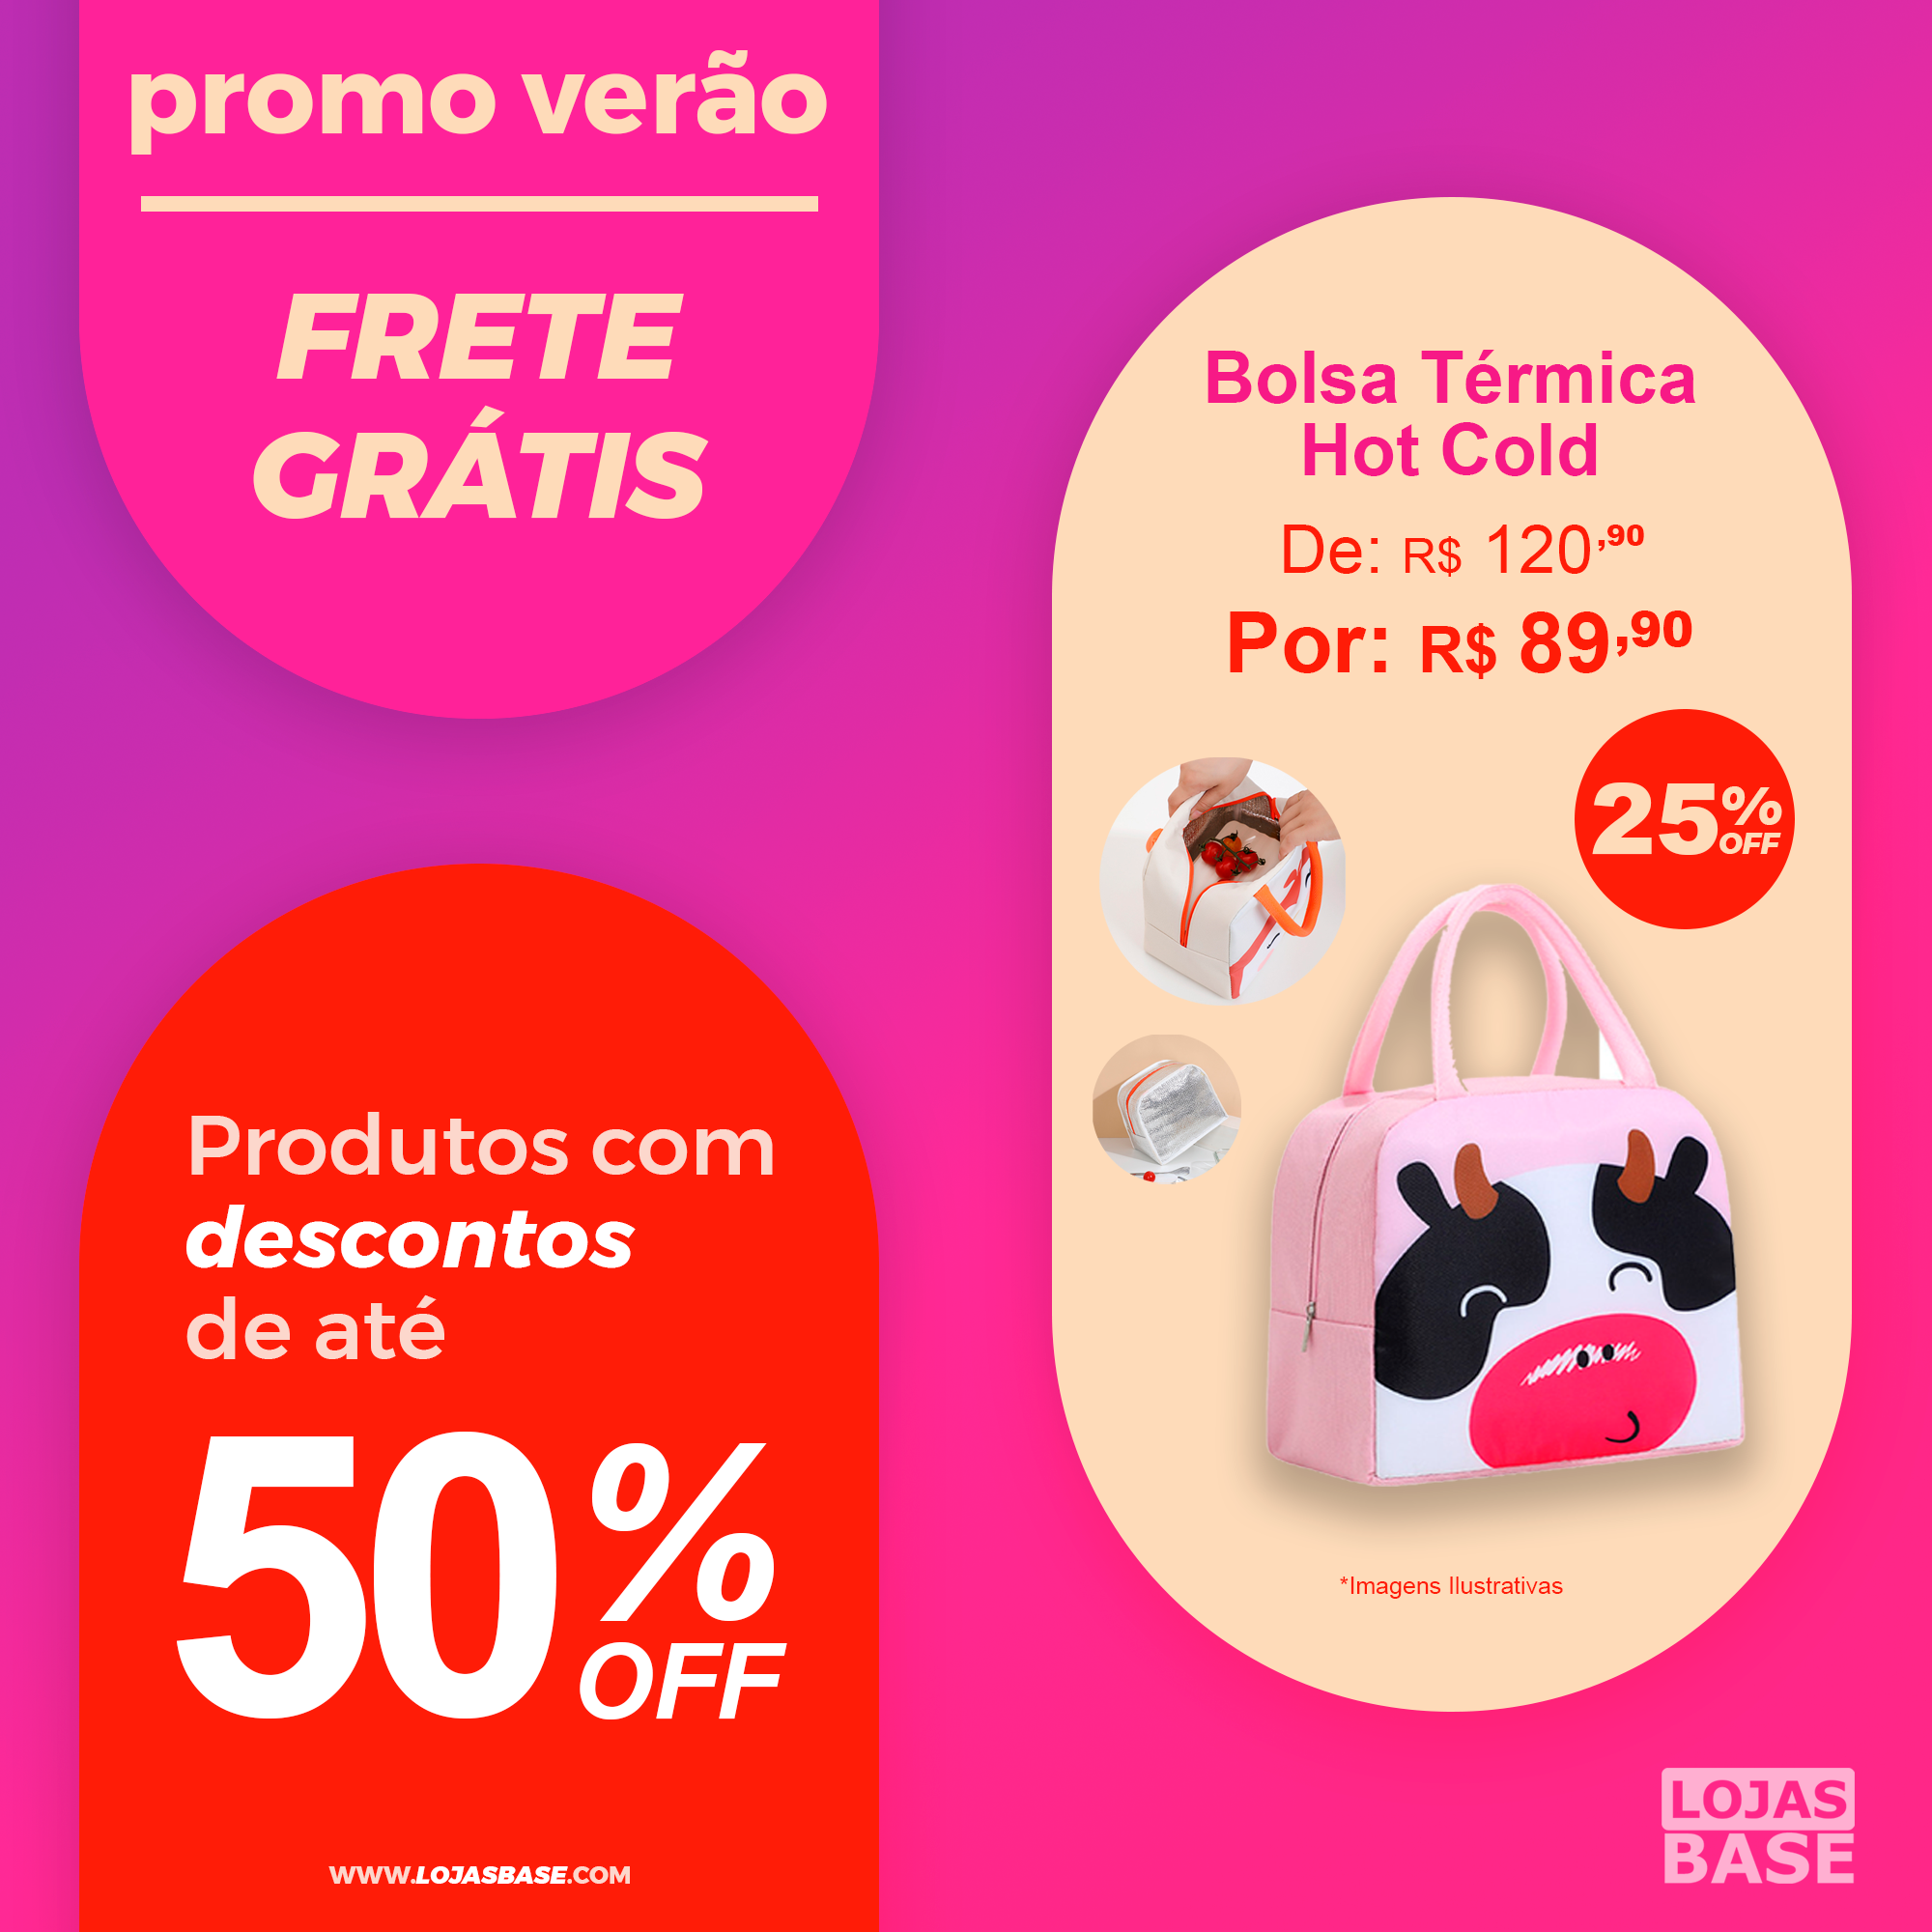 promo verão
FRETE
GRÁTIS
Produtos com
descontos
de até
50%
OFF
WWW.LOJASBASE.COM
Bolsa Térmica
Hot Cold
De: R$ 120,90
Por: R$ 89,90
25%
OFF
*Imagens Ilustrativas
LOJAS
BASE